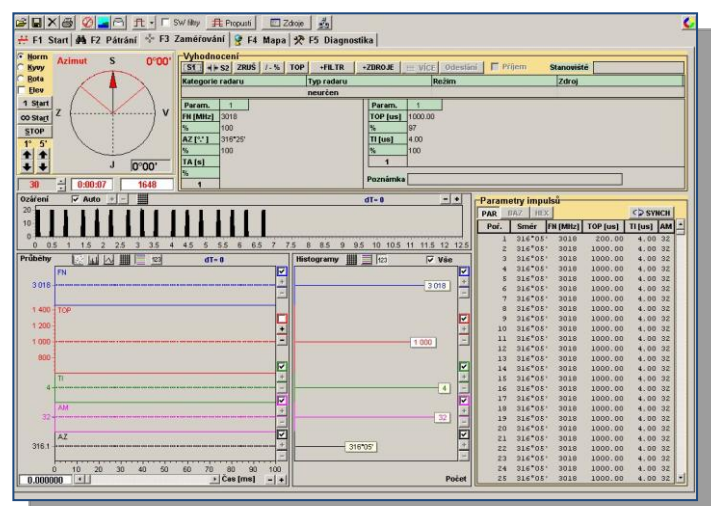 SW filtry Propustí Zdroje
F1 Start F2 Pátrání F3 Zaměřování F4 Mapa F5 Diagnostika
Norm
Kyvy
Rota
Elev
1 Start
∞ Start
STOP
1° 5'
Azimut S 0°00'
Z V
J 0°00'
30 0:00:07 1648
Vyhodnocení
S1 S2 ZRUŠ TOP +FILTR +ZDROJE VÍCE Odeslání Příjem Stanoviště
Kategorie radaru Typ radaru Režim Zdroj
neurčen
Param. 1
FN [MHz] 3018
% 100
AZ [°,'] 316°25'
% 100
TA [s]
%
1
Param. 1
TOP [us] 1000.00
% 97
TI [us] 4.00
% 100
1
Poznámka
Ozáření Auto + - dT= 0 - +
20
10
0
0 0.5 1 1.5 2 2.5 3 3.5 4 4.5 5 5.5 6 6.5 7 7.5 8 8.5 9 9.5 10 10.5 11 11.5 12 12.5
Průběhy 123 dT= 0
FN
3 018
1 400 TOP
1 200
1 000
800
TI
4
AM
32
AZ
316.1
0 10 20 30 40 50 60 70 80 90 100
0.000000 Čas [ms] - +
Histogramy 123 Vše
3 018
1 000
4
32
316°05'
Počet
Parametry impulsů
PAR BAZ HEX SYNCH
Poř. Směr FN [MHz] TOP [us] TI [us] AM
1 316°05' 3018 200.00 4.00 32
2 316°05' 3018 1000.00 4.00 32
3 316°05' 3018 1000.00 4.00 32
4 316°05' 3018 1000.00 4.00 32
5 316°05' 3018 1000.00 4.00 32
6 316°05' 3018 1000.00 4.00 32
7 316°05' 3018 1000.00 4.00 32
8 316°05' 3018 1000.00 4.00 32
9 316°05' 3018 1000.00 4.00 32
10 316°05' 3018 1000.00 4.00 32
11 316°05' 3018 1000.00 4.00 32
12 316°05' 3018 1000.00 4.00 32
13 316°05' 3018 1000.00 4.00 32
14 316°05' 3018 1000.00 4.00 32
15 316°05' 3018 1000.00 4.00 32
16 316°05' 3018 1000.00 4.00 32
17 316°05' 3018 1000.00 4.00 32
18 316°05' 3018 1000.00 4.00 32
19 316°05' 3018 1000.00 4.00 32
20 316°05' 3018 1000.00 4.00 32
21 316°05' 3018 1000.00 4.00 32
22 316°05' 3018 1000.00 4.00 32
23 316°05' 3018 1000.00 4.00 32
24 316°05' 3018 1000.00 4.00 32
25 316°05' 3018 1000.00 4.00 32